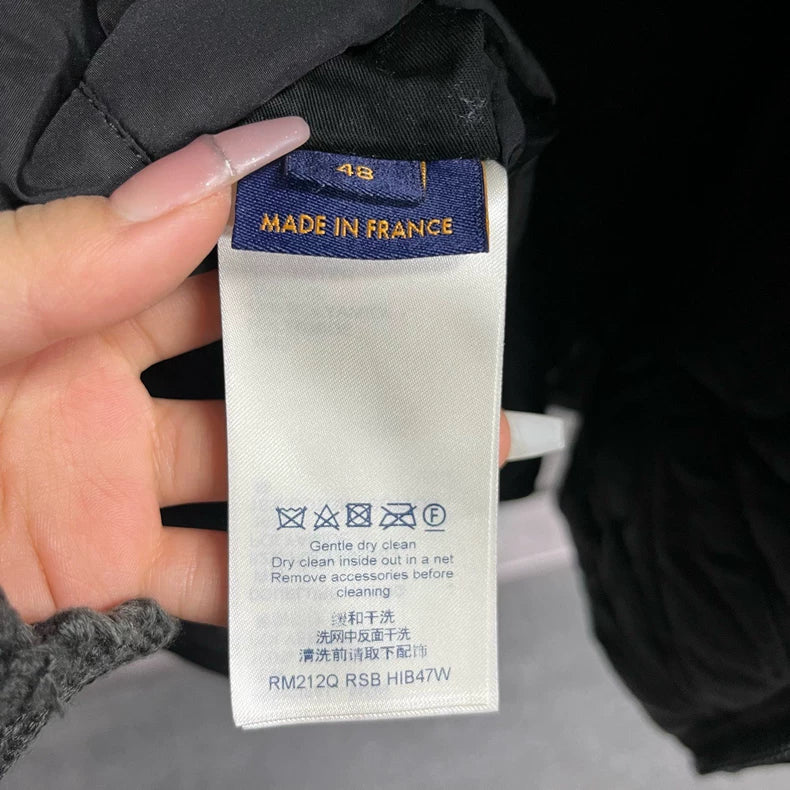 48
MADE IN FRANCE
F
Gentle dry clean
Dry clean inside out in a net
Remove accessories before
cleaning
缓和干洗
洗网中反面干洗
清洗前请取下配饰
RM212Q RSB HIB47W